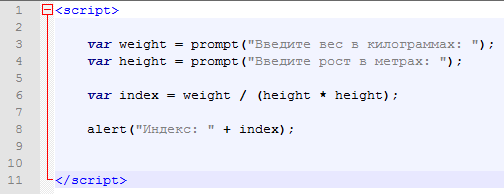 1 <script>
2
3 var weight = prompt("Введите вес в килограммах: ");
4 var height = prompt("Введите рост в метрах: ");
5
6 var index = weight / (height * height);
7
8 alert("Индекс: " + index);
9
10
11 </script>